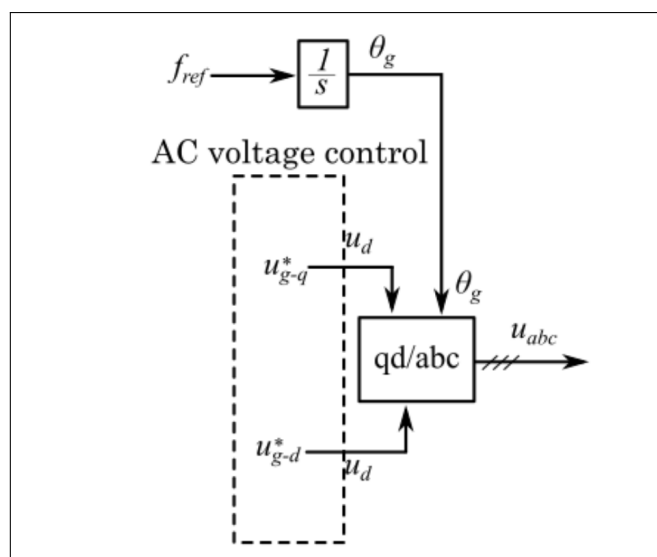 f_ref
1/s
θ_g
AC voltage control
u_d
u*_g-q
θ_g
u_abc
qd/abc
u*_g-d
u_d